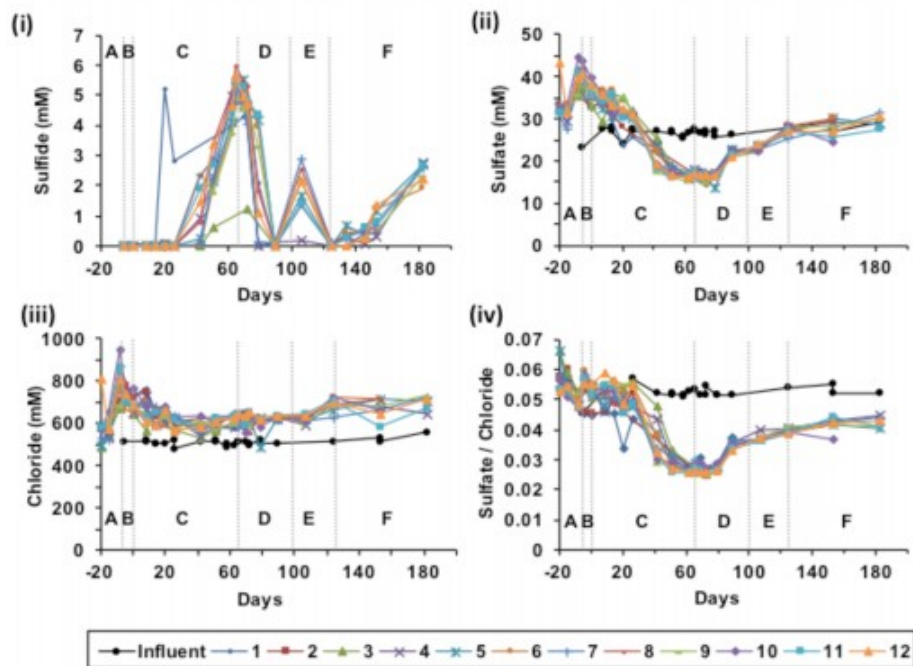 (i)
7
6
5
4
3
2
1
0
Sulfide (mM)
A B C D E F
-20 20 60 100 140 180
Days
(ii)
50
40
30
20
10
0
Sulfate (mM)
A B C D E F
-20 20 60 100 140 180
Days
(iii)
1000
800
600
400
200
0
Chloride (mM)
A B C D E F
-20 20 60 100 140 180
Days
(iv)
0.07
0.06
0.05
0.04
0.03
0.02
0.01
0.00
Sulfate / Chloride
A B C D E F
-20 20 60 100 140 180
Days
Influent 1 2 3 4 5 6 7 8 9 10 11 12